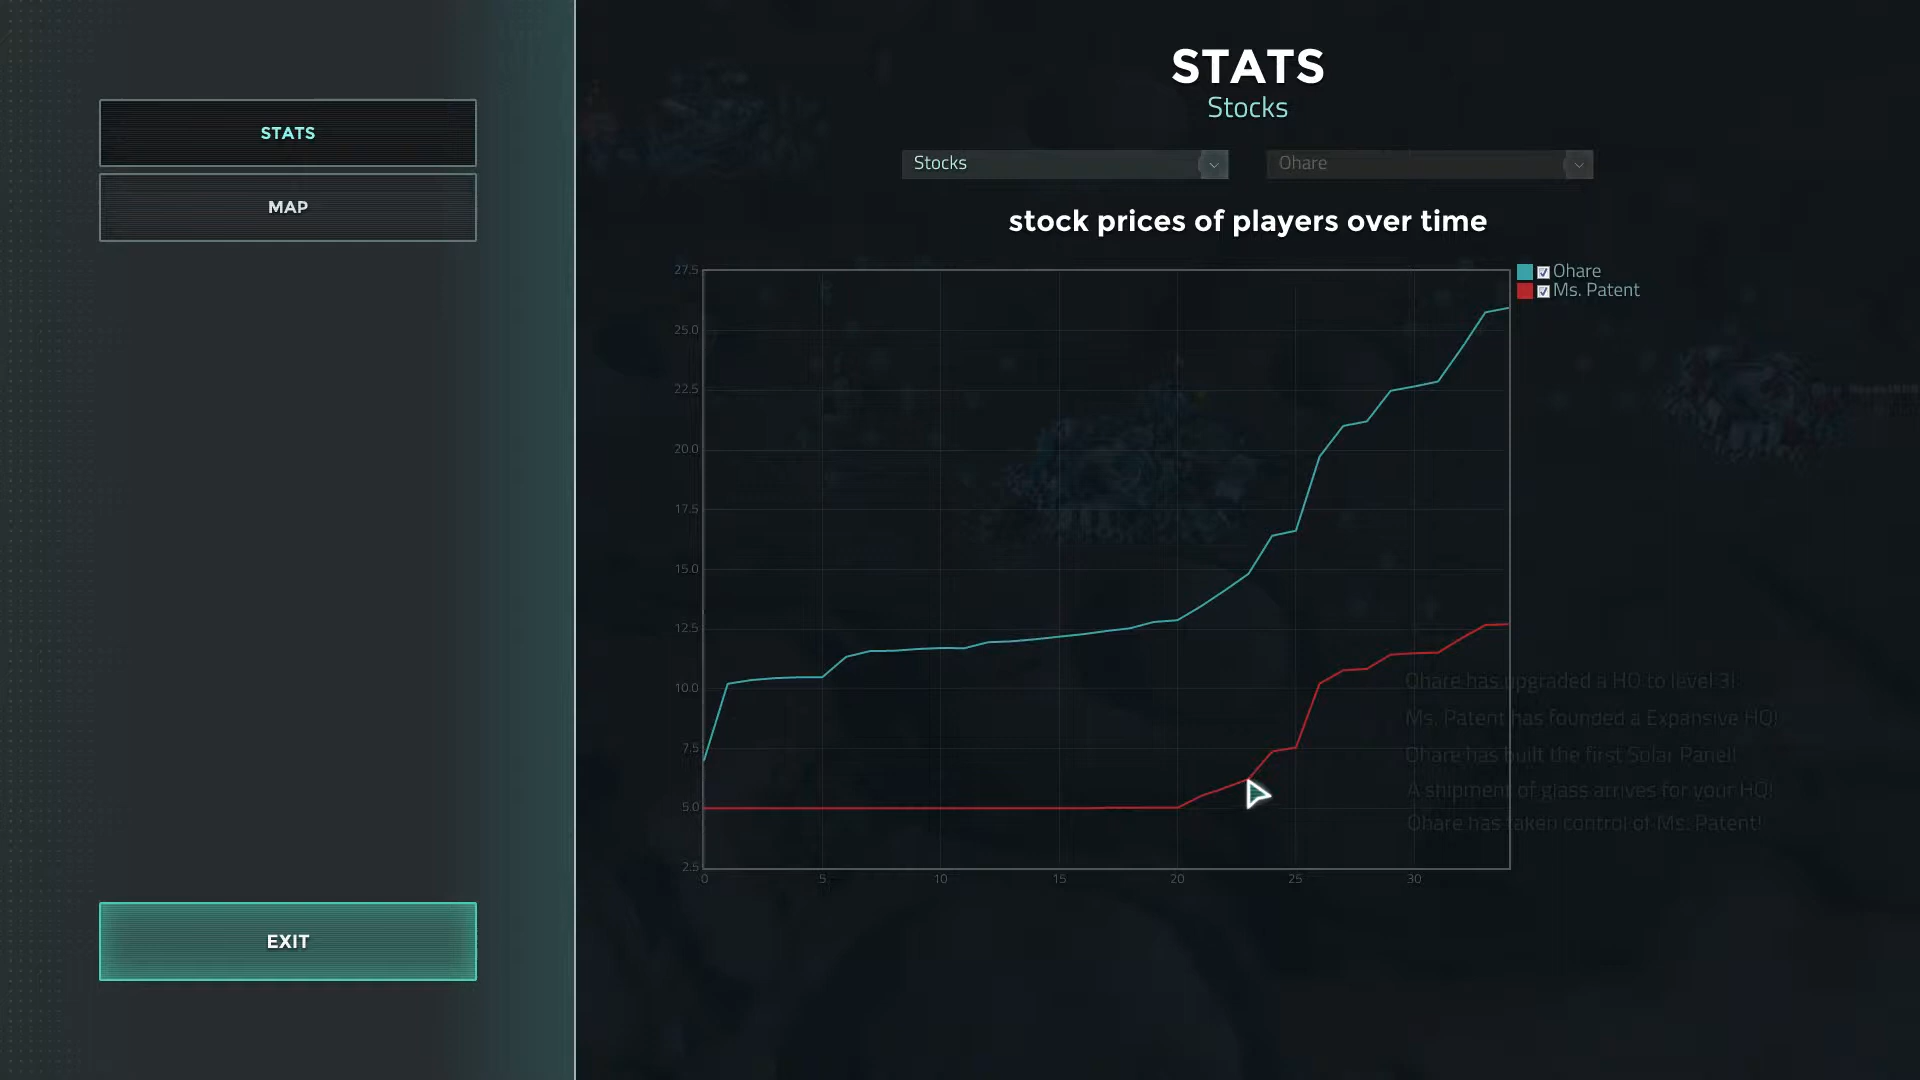 STATS
MAP
EXIT
STATS
Stocks
Stocks
Ohare
stock prices of players over time
27.5
25.0
22.5
20.0
17.5
15.0
12.5
10.0
7.5
5.0
2.5
0 5 10 15 20 25 30
Ohare
Ms. Patent
Ohare has upgraded a HQ to level 3!
Ms. Patent has founded a Expansive HQ!
Ohare has built the first Solar Panel!
A shipment of glass arrives for your HQ!
Ohare has taken control of Ms. Patent!